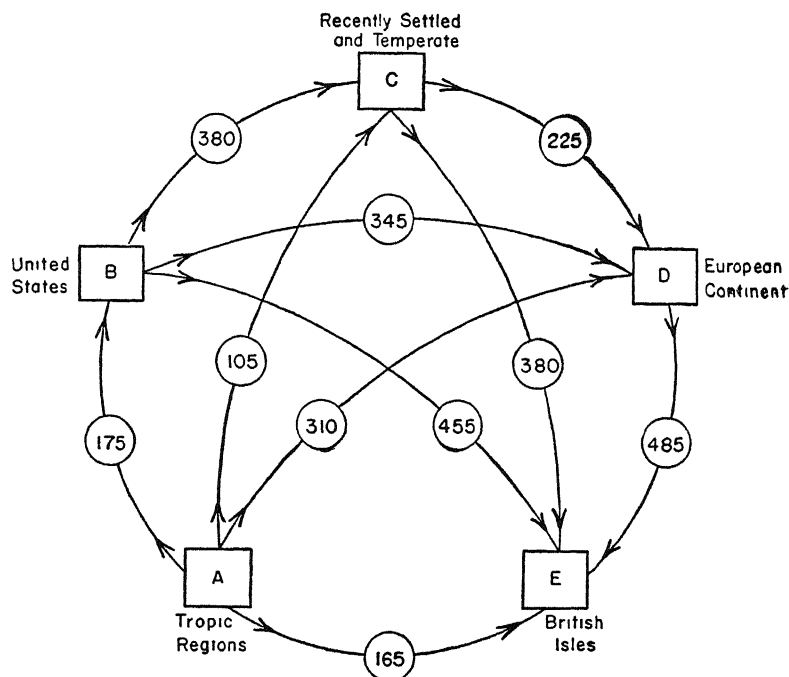 Recently Settled
and Temperate
C
380
225
345
United
States
B
D
European
Continent
105
380
310
455
175
485
A
E
Tropic
Regions
British
Isles
165